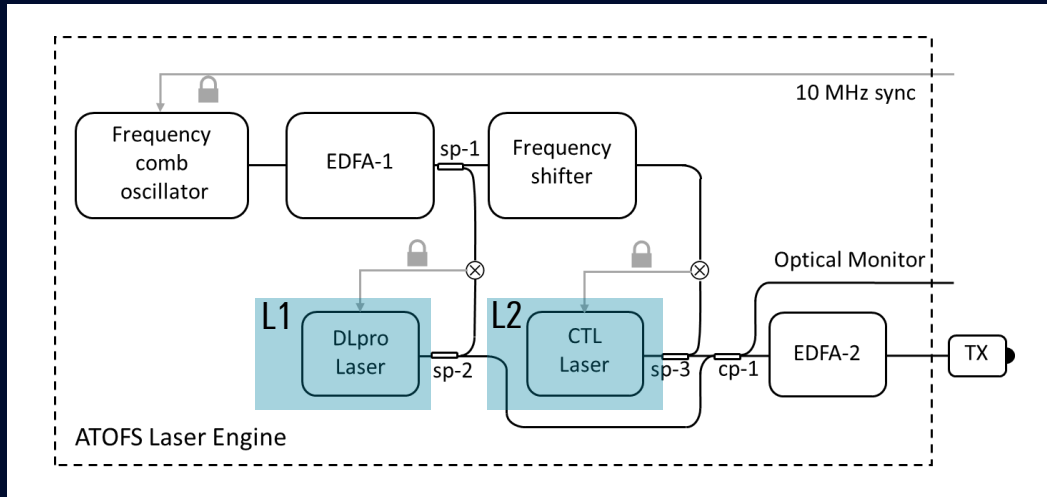 10 MHz sync
Frequency
comb
oscillator
EDFA-1
sp-1
Frequency
shifter
Optical Monitor
L1
DLpro
Laser
sp-2
L2
CTL
Laser
sp-3
cp-1
EDFA-2
TX
ATOFS Laser Engine